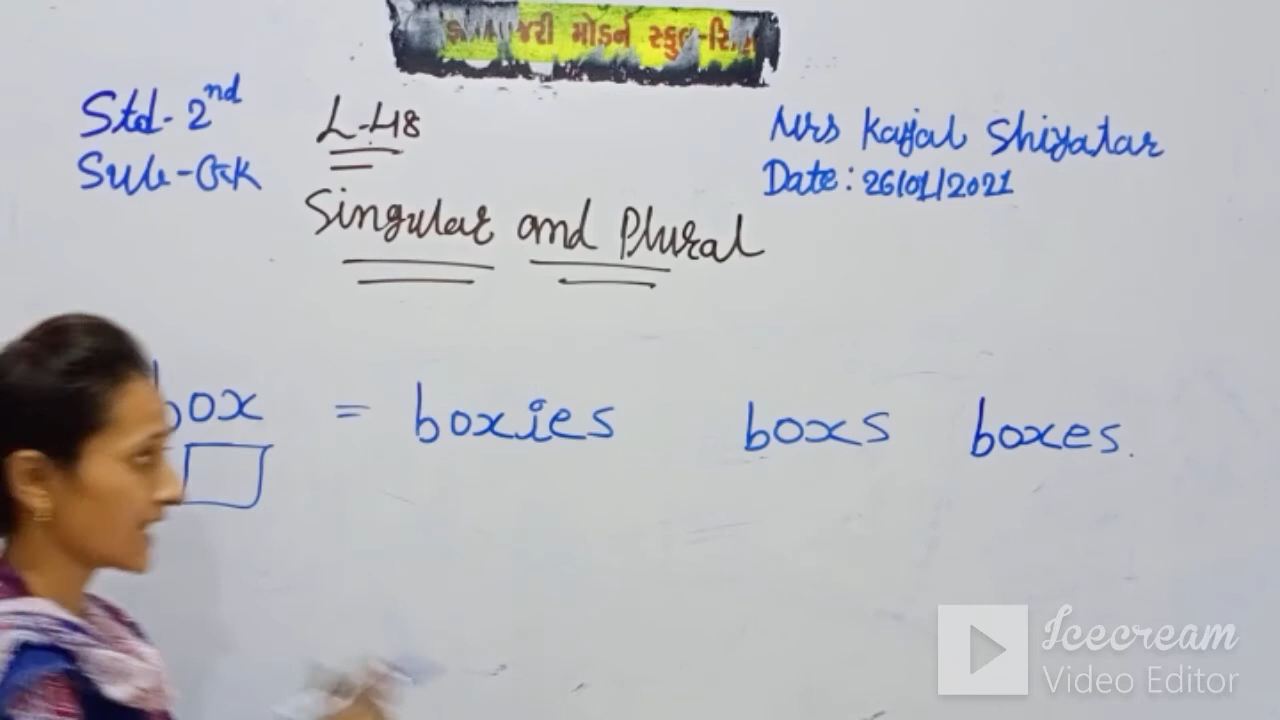 મોડર્ન સ્કુલ
Std-2nd
Sub-GK
L-48
Mrs Kajal Shiyatar
Date: 26/01/2021
Singular and Plural
box = boxies boxs boxes.
Icecream
Video Editor